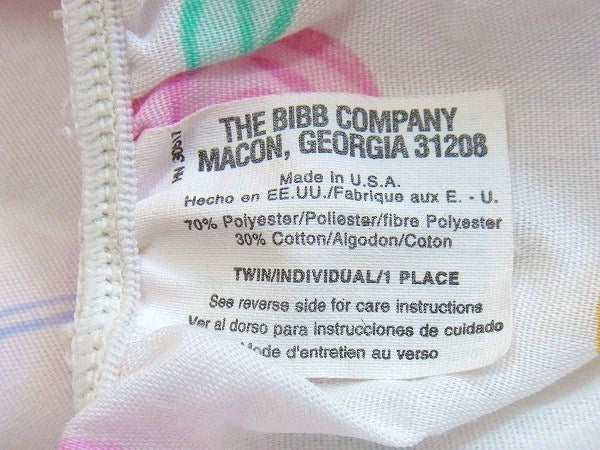 THE BIBB COMPANY
MACON, GEORGIA 31208
Made in U.S.A.
Hecho en EE.UU./Fabrique aux E. - U.
70% Polyester/Poliester/fibre Polyester
30% Cotton/Algodon/Coton
TWIN/INDIVIDUAL/1 PLACE
See reverse side for care instructions
Ver al dorso para instrucciones de cuidado
Mode d'entretien au verso